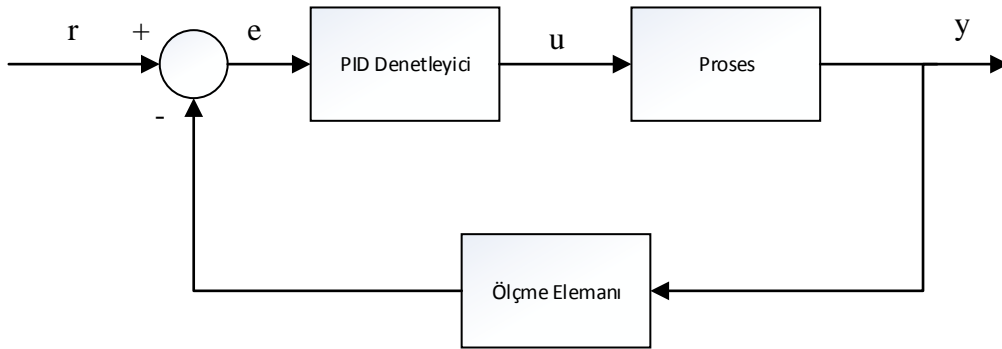 r
+
e
PID Denetleyici
u
Proses
y
-
Ölçme Elemanı